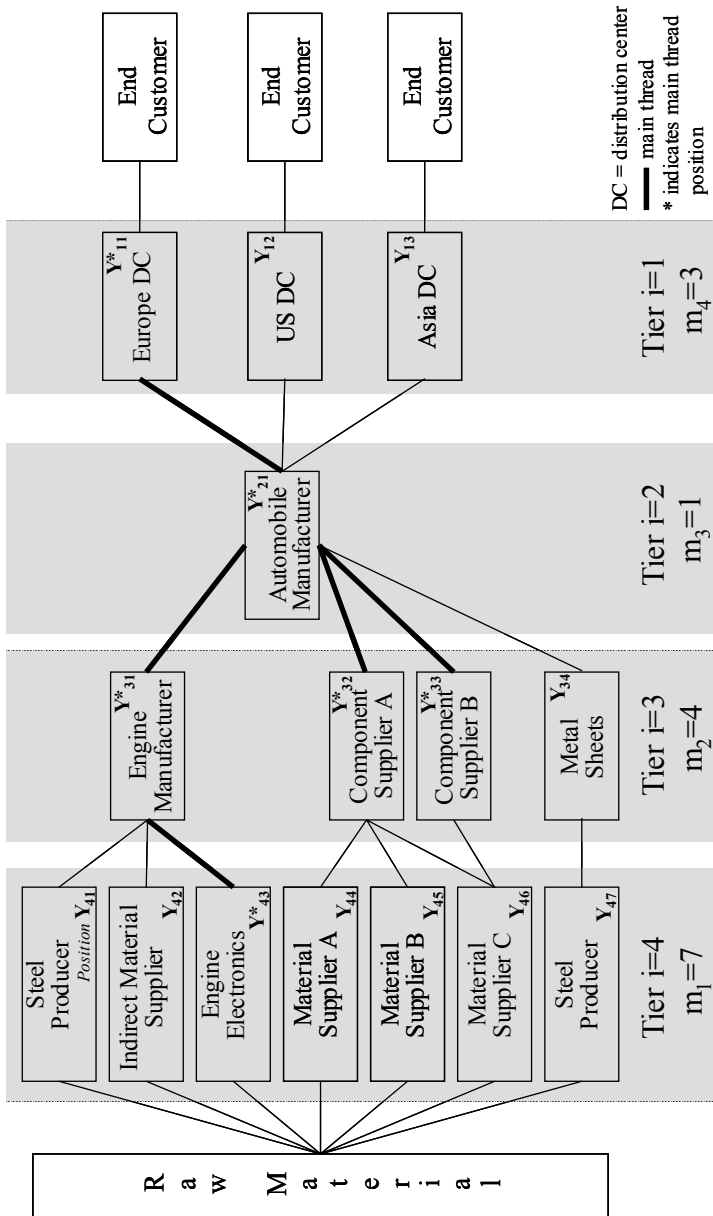 R a w M a t e r i a l
Steel
Producer
Position Y41
Indirect Material
Supplier
Y42
Engine
Electronics
Y*43
Material
Supplier A
Y44
Material
Supplier B
Y45
Material
Supplier C
Y46
Steel
Producer
Y47
Tier i=4
m1=7
Y*31
Engine
Manufacturer
Y*32
Component
Supplier A
Y*33
Component
Supplier B
Y34
Metal
Sheets
Tier i=3
m2=4
Y*21
Automobile
Manufacturer
Tier i=2
m3=1
Y*11
Europe DC
Y12
US DC
Y13
Asia DC
Tier i=1
m4=3
End
Customer
End
Customer
End
Customer
DC = distribution center
main thread
* indicates main thread
position